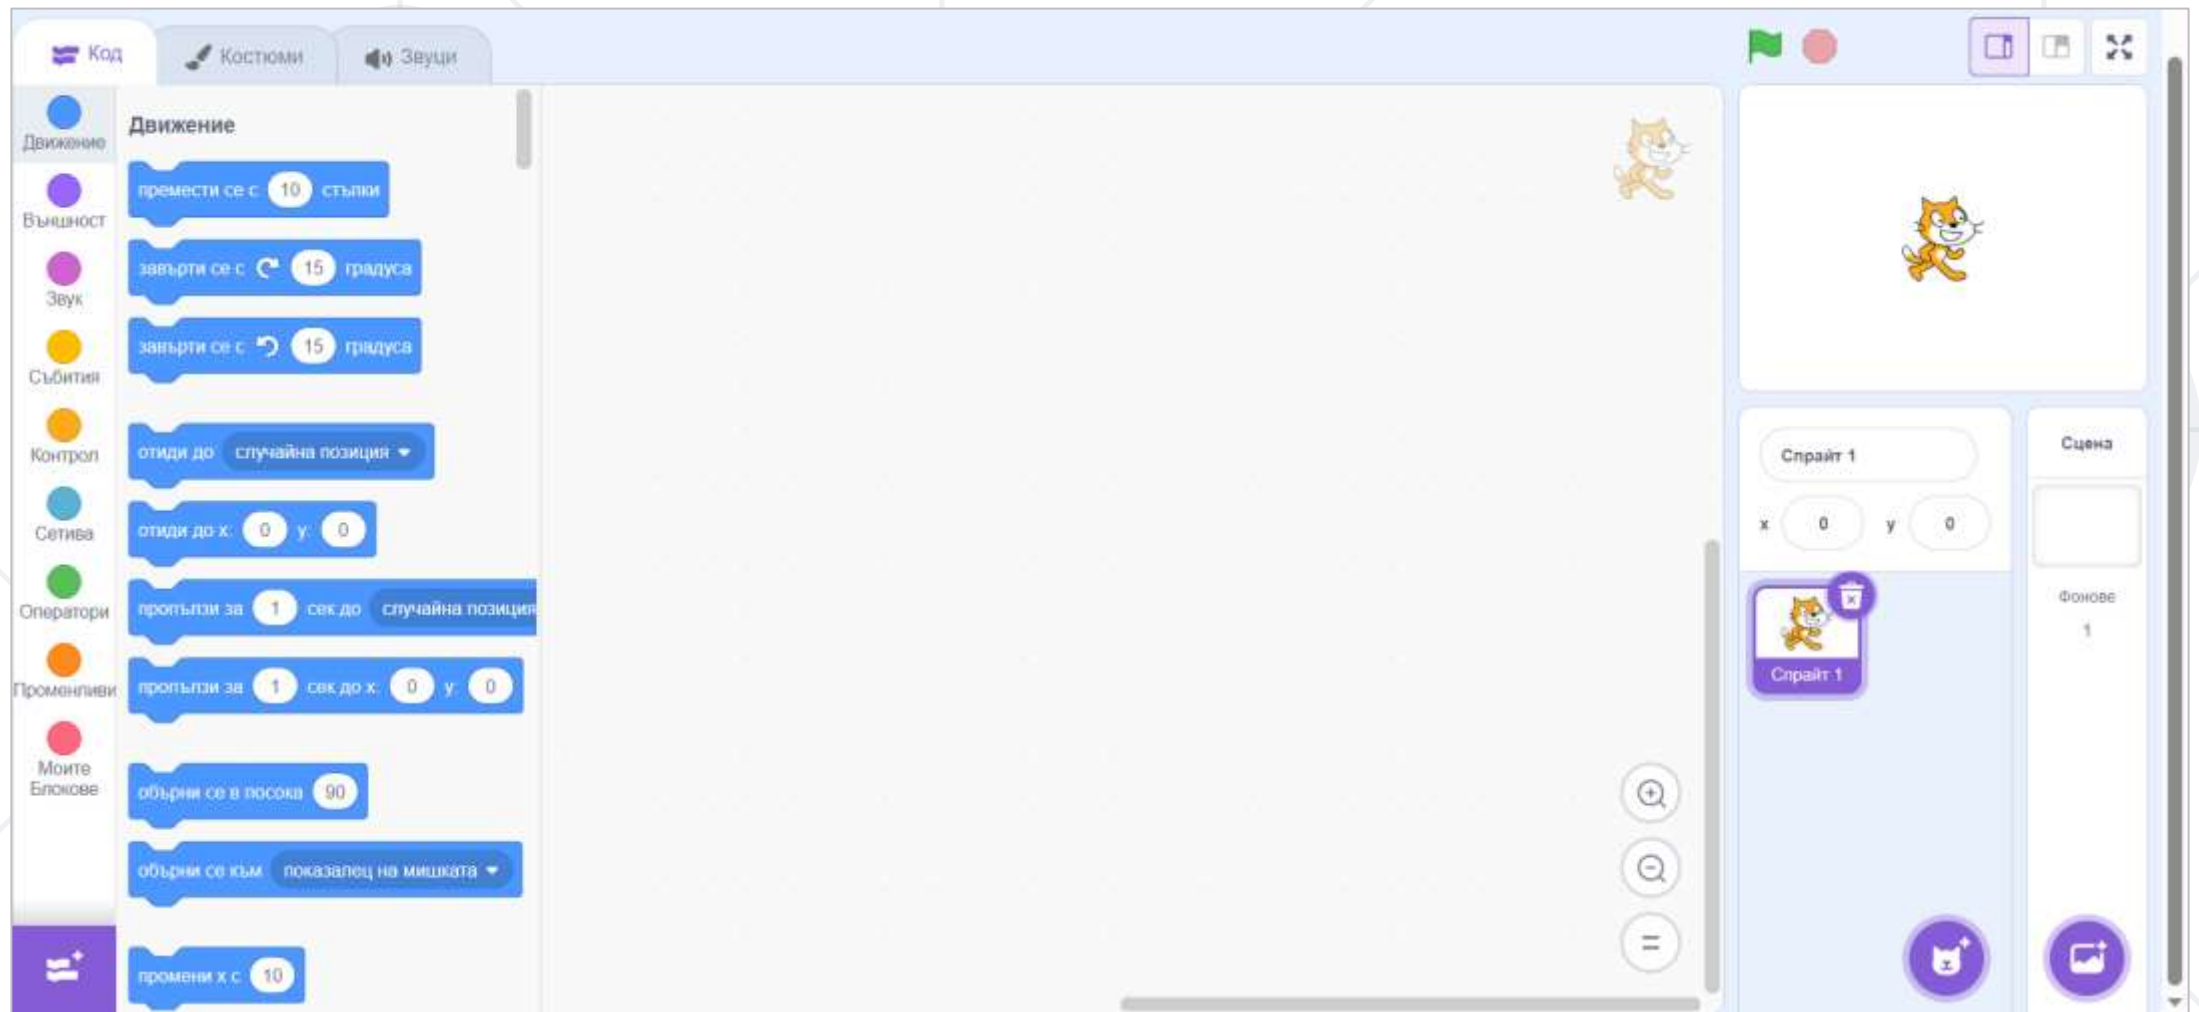 Код
Костюми
Звуци
Движение
Външност
Звук
Събития
Контрол
Сетива
Оператори
Променливи
Моите
Блокове
Движение
премести се с 10 стъпки
завърти се с 15 градуса
завърти се с 15 градуса
отиди до случайна позиция
отиди до x: 0 y: 0
пропълзи за 1 сек до случайна позиция
пропълзи за 1 сек до x: 0 y: 0
обърни се в посока 90
обърни се към показалец на мишката
промени x с 10
Спрайт 1
x 0 y 0
Спрайт 1
Сцена
Фонове
1